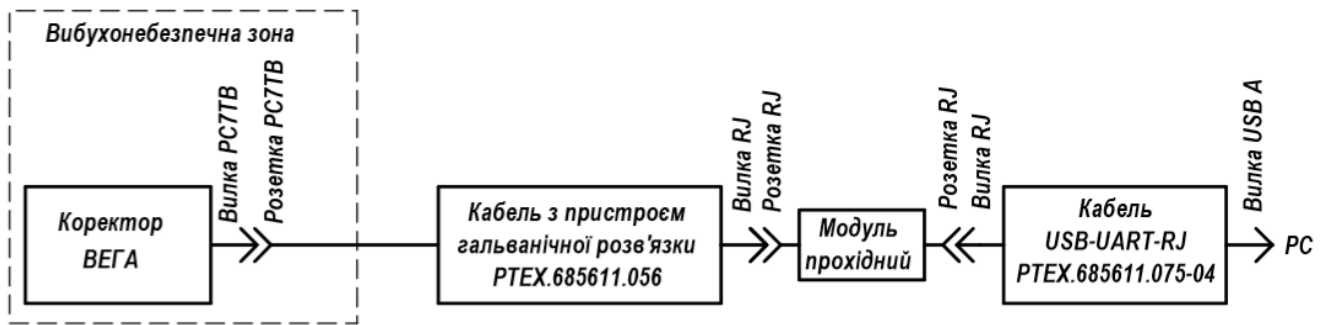 Вибухонебезпечна зона
Вилка РС7ТВ
Розетка РС7ТВ
Вилка RJ
Розетка RJ
Розетка RJ
Вилка RJ
Вилка USB A
Коректор
ВЕГА
Кабель з пристроєм
гальванічної розв'язки
РТЕХ.685611.056
Модуль
прохідний
Кабель
USB-UART-RJ
РТЕХ.685611.075-04
PC